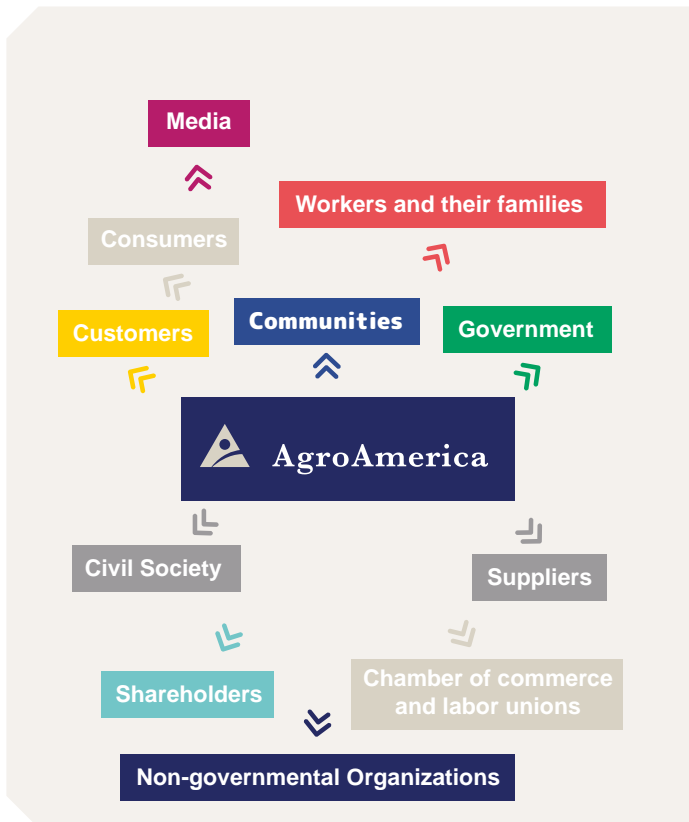 Media
Workers and their families
Consumers
Communities
Customers
Government
AgroAmerica
Civil Society
Suppliers
Chamber of commerce
and labor unions
Shareholders
Non-governmental Organizations